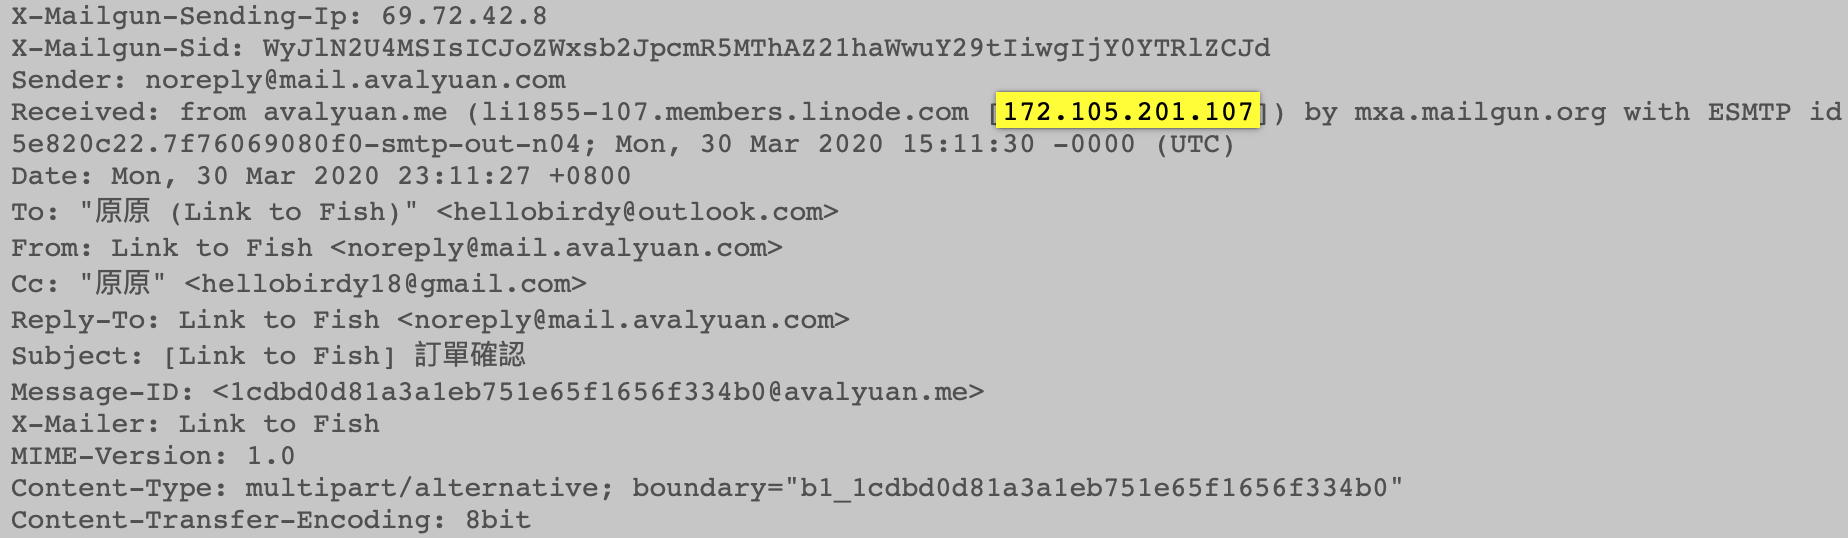 X-Mailgun-Sending-Ip: 69.72.42.8
X-Mailgun-Sid: WyJlN2U4MSIsICJoZWxsb2JpcmR5MThAZ21haWwuY29tIiwgIjY0YTRlZCJd
Sender: noreply@mail.avalyuan.com
Received: from avalyuan.me (li1855-107.members.linode.com [172.105.201.107]) by mxa.mailgun.org with ESMTP id
5e820c22.7f76069080f0-smtp-out-n04; Mon, 30 Mar 2020 15:11:30 -0000 (UTC)
Date: Mon, 30 Mar 2020 23:11:27 +0800
To: "原原 (Link to Fish)" <hellobirdy@outlook.com>
From: Link to Fish <noreply@mail.avalyuan.com>
Cc: "原原" <hellobirdy18@gmail.com>
Reply-To: Link to Fish <noreply@mail.avalyuan.com>
Subject: [Link to Fish] 訂單確認
Message-ID: <1cdbd0d81a3a1eb751e65f1656f334b0@avalyuan.me>
X-Mailer: Link to Fish
MIME-Version: 1.0
Content-Type: multipart/alternative; boundary="b1_1cdbd0d81a3a1eb751e65f1656f334b0"
Content-Transfer-Encoding: 8bit